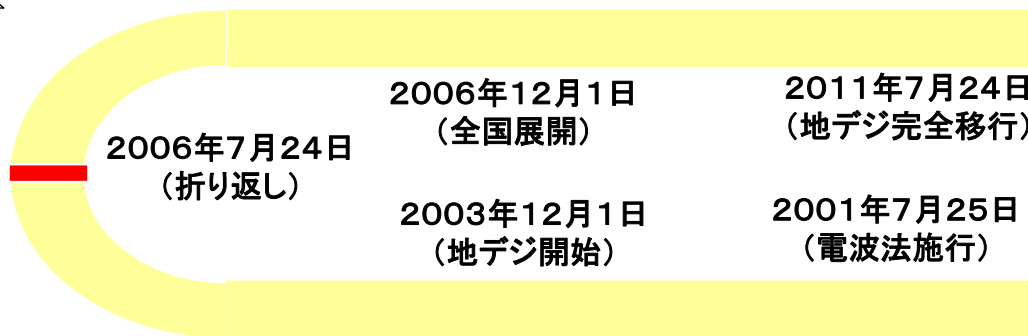 2006年12月1日
(全国展開)
2011年7月24日
(地デジ完全移行)
2006年7月24日
(折り返し)
2003年12月1日
(地デジ開始)
2001年7月25日
(電波法施行)